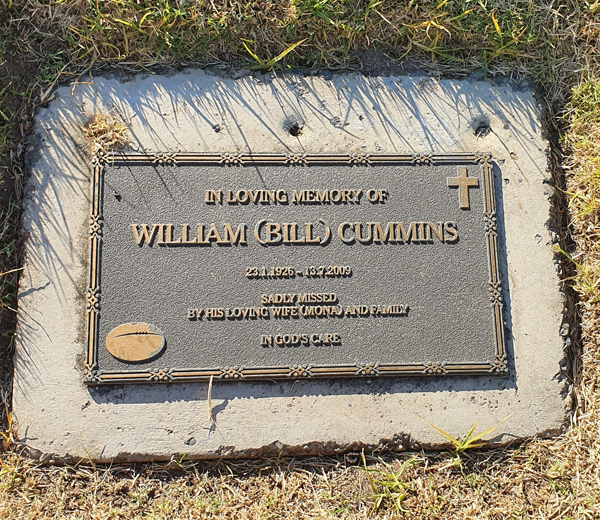 IN LOVING MEMORY OF
WILLIAM (BILL) CUMMINS
23.1.1926 - 13.7.2009
SADLY MISSED
BY HIS LOVING WIFE (MONA) AND FAMILY
IN GOD'S CARE